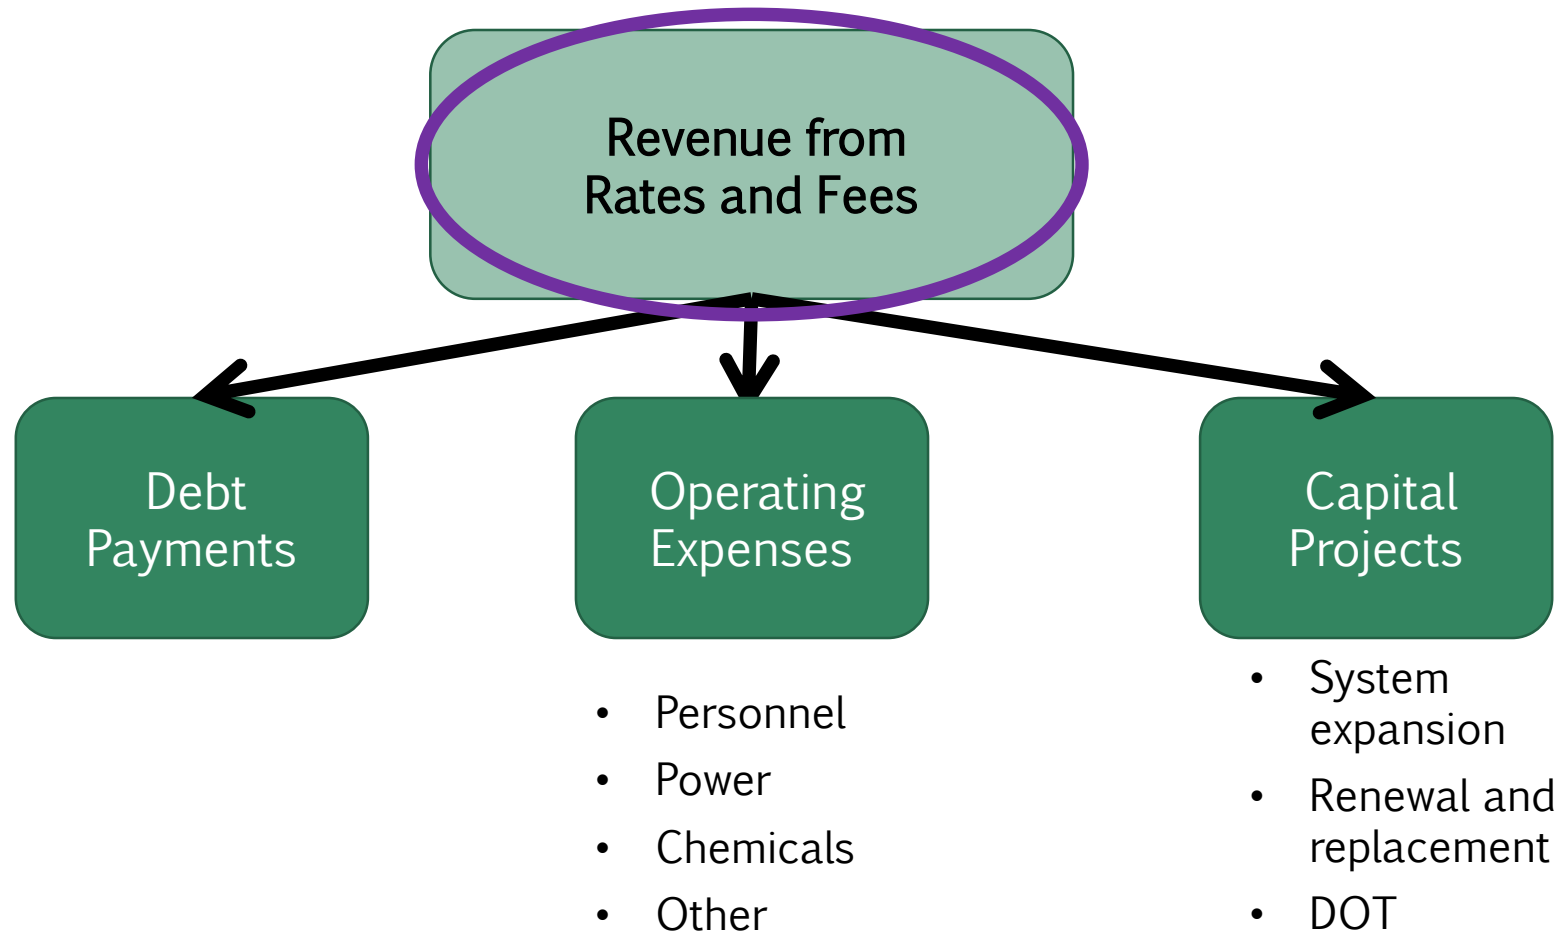 Revenue from
Rates and Fees
Debt
Payments
Operating
Expenses
Capital
Projects
• Personnel
• Power
• Chemicals
• Other
• System
expansion
• Renewal and
replacement
• DOT